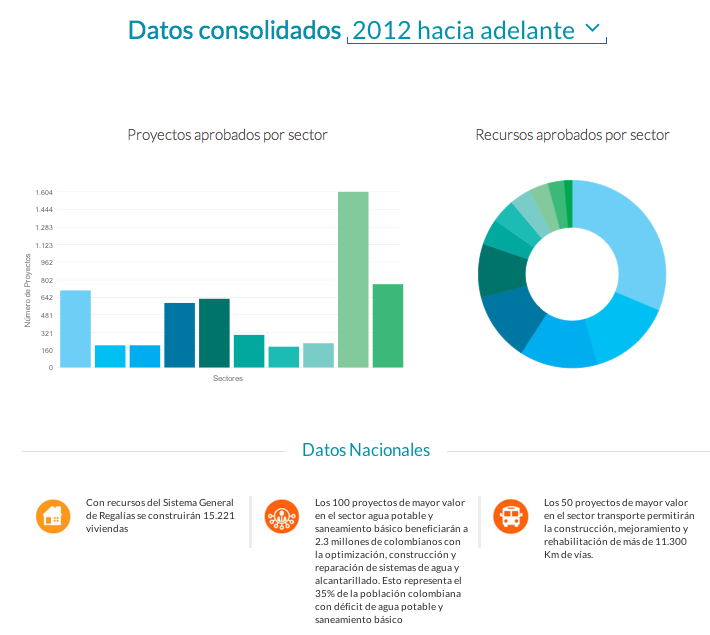 Datos consolidados 2012 hacia adelante
Proyectos aprobados por sector
Recursos aprobados por sector
Número de Proyectos
1.604
1.444
1.283
1.123
962
802
642
481
321
160
0
Sectores
Datos Nacionales
Con recursos del Sistema General
de Regalías se construirán 15.221
viviendas
Los 100 proyectos de mayor valor
en el sector agua potable y
saneamiento básico beneficiarán a
2.3 millones de colombianos con
la optimización, construcción y
reparación de sistemas de agua y
alcantarillado. Esto representa el
35% de la población colombiana
con déficit de agua potable y
saneamiento básico
Los 50 proyectos de mayor valor
en el sector transporte permitirán
la construcción, mejoramiento y
rehabilitación de más de 11.300
Km de vías.